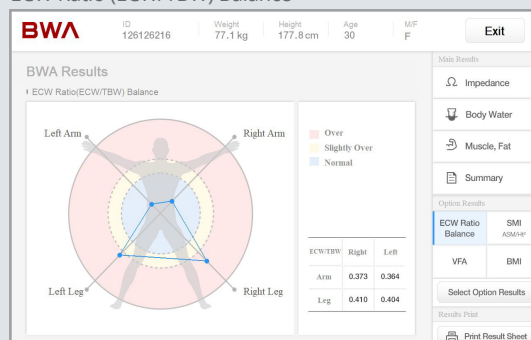 ECW Ratio (ECW/TBW) Balance
BWA
ID
126126216
Weight
77.1 kg
Height
177.8 cm
Age
30
M/F
F
Exit
BWA Results
ECW Ratio(ECW/TBW) Balance
Left Arm
Right Arm
Left Leg
Right Leg
Over
Slightly Over
Normal
ECW/TBW Right Left
Arm 0.373 0.364
Leg 0.410 0.404
Main Results
Impedance
Body Water
Muscle, Fat
Summary
Option Results
ECW Ratio
Balance
SMI
ASM/Ht²
VFA
BMI
Select Option Results
Results Print
Print Result Sheet